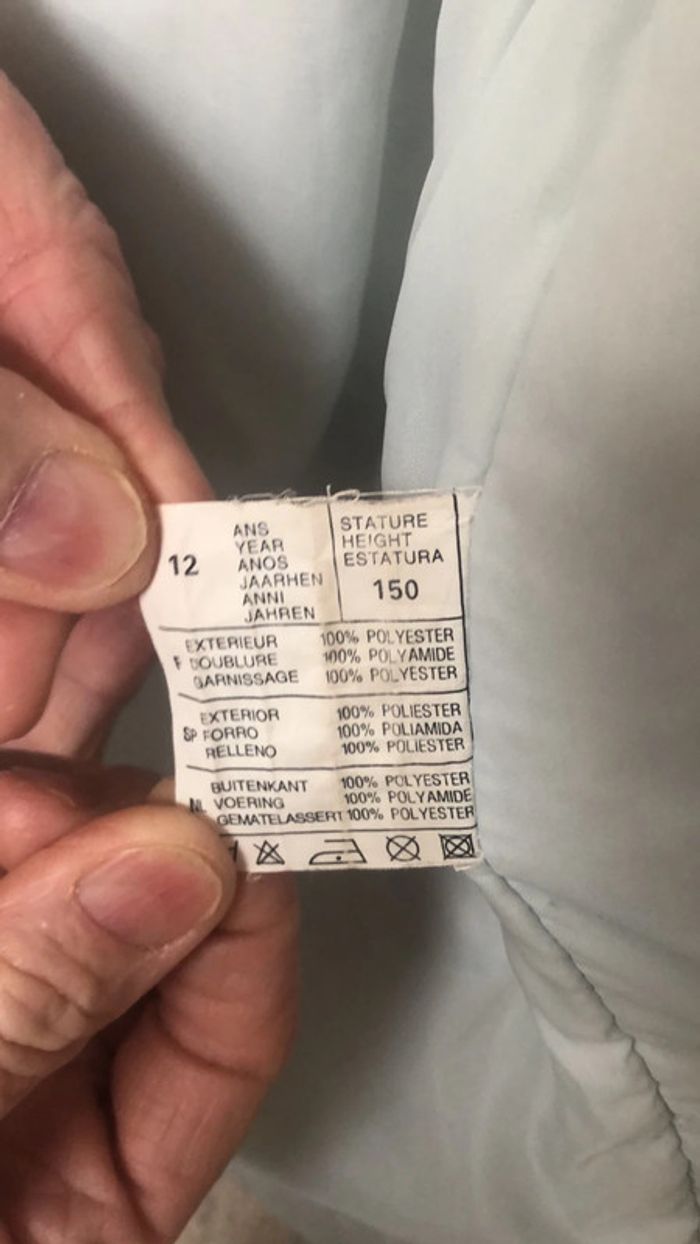 12
ANS
YEAR
ANOS
JAARHEN
ANNI
JAHREN
STATURE
HEIGHT
ESTATURA
150
EXTERIEUR 100% POLYESTER
F DOUBLURE 100% POLYAMIDE
GARNISSAGE 100% POLYESTER
EXTERIOR 100% POLIESTER
SP FORRO 100% POLIAMIDA
RELLENO 100% POLIESTER
BUITENKANT 100% POLYESTER
NL VOERING 100% POLYAMIDE
GEMATELASSERT 100% POLYESTER